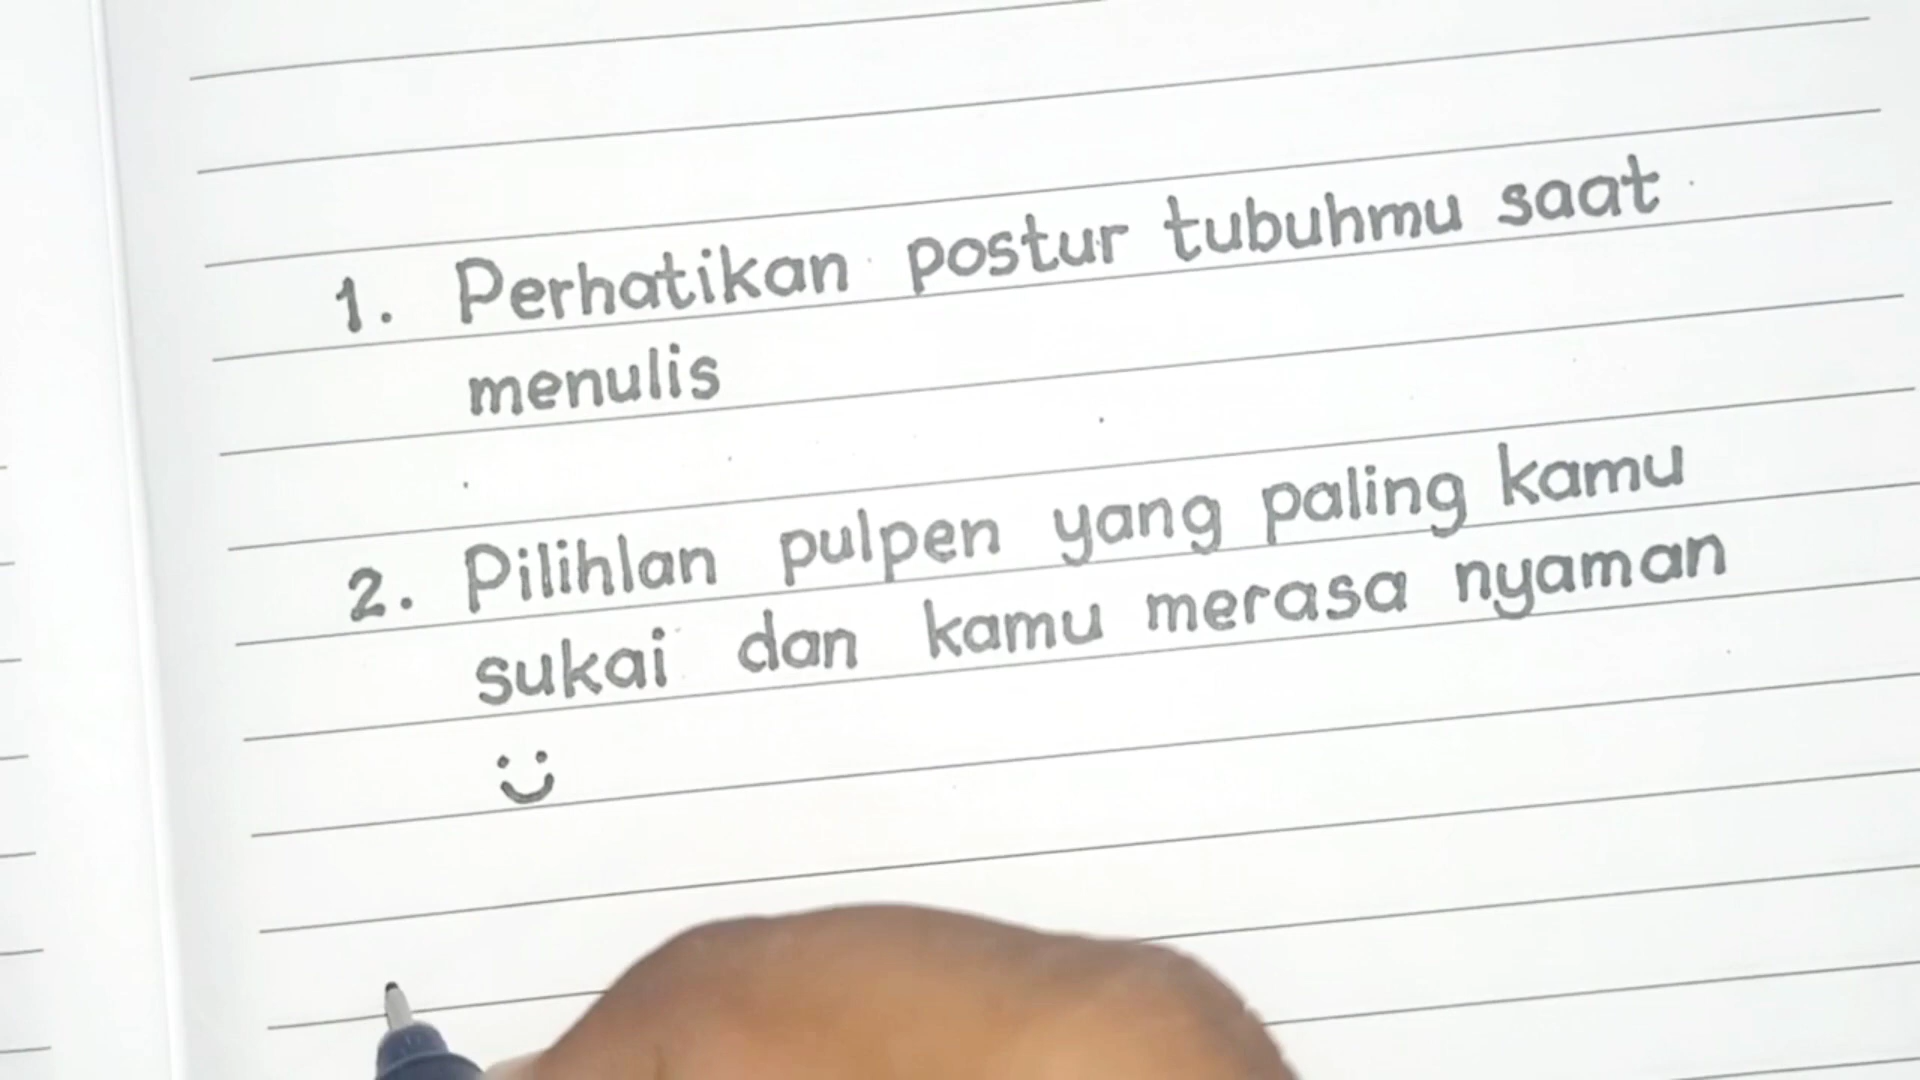 1. Perhatikan postur tubuhmu saat
menulis
2. Pilihlan pulpen yang paling kamu
sukai dan kamu merasa nyaman